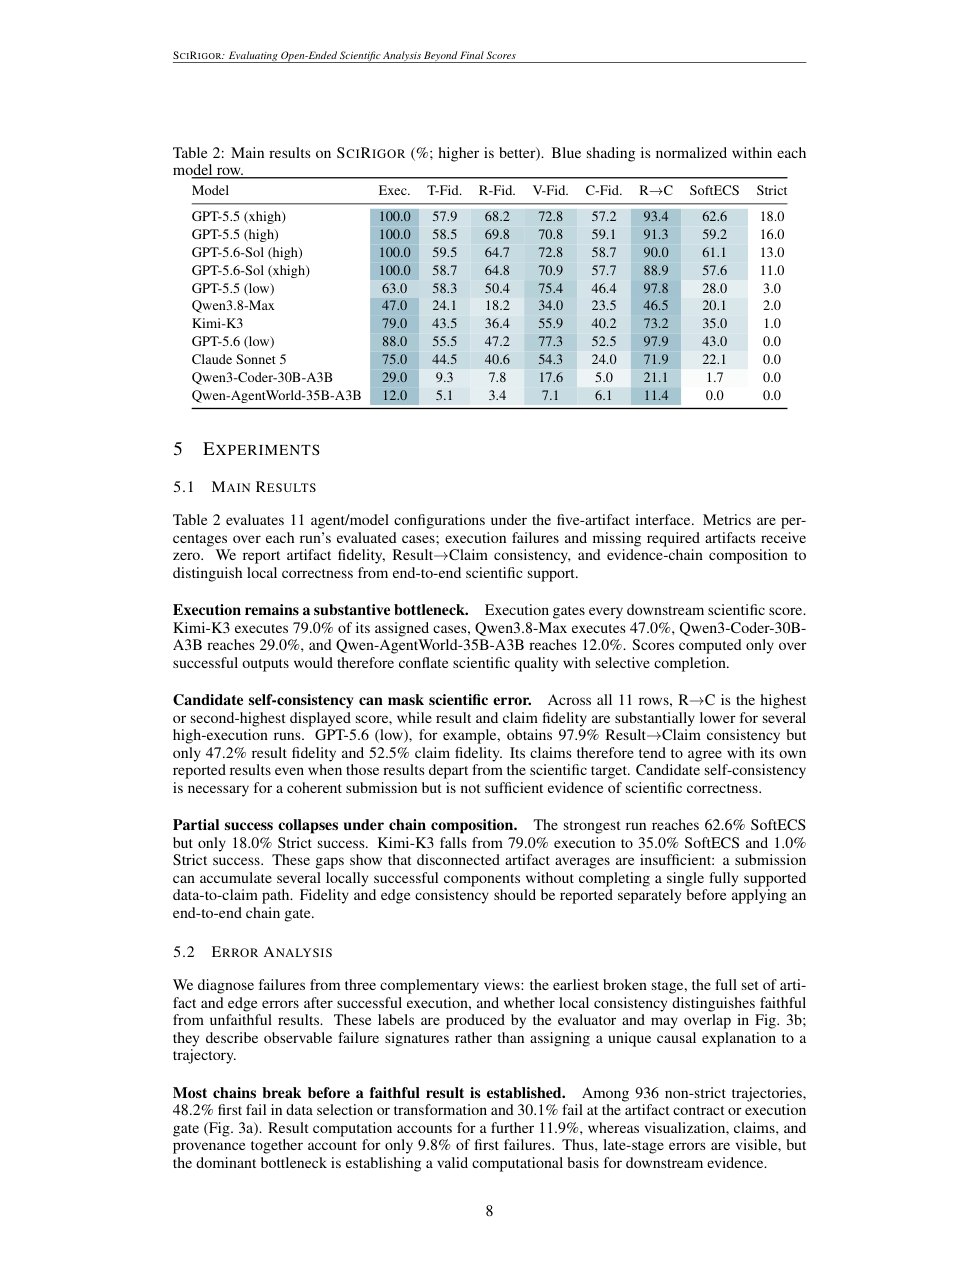 SCIRIGOR: Evaluating Open-Ended Scientific Analysis Beyond Final Scores
Table 2: Main results on SCIRIGOR (%; higher is better). Blue shading is normalized within each
model row.
Model Exec. T-Fid. R-Fid. V-Fid. C-Fid. R→C SoftECS Strict
GPT-5.5 (xhigh) 100.0 57.9 68.2 72.8 57.2 93.4 62.6 18.0
GPT-5.5 (high) 100.0 58.5 69.8 70.8 59.1 91.3 59.2 16.0
GPT-5.6-Sol (high) 100.0 59.5 64.7 72.8 58.7 90.0 61.1 13.0
GPT-5.6-Sol (xhigh) 100.0 58.7 64.8 70.9 57.7 88.9 57.6 11.0
GPT-5.5 (low) 63.0 58.3 50.4 75.4 46.4 97.8 28.0 3.0
Qwen3.8-Max 47.0 24.1 18.2 34.0 23.5 46.5 20.1 2.0
Kimi-K3 79.0 43.5 36.4 55.9 40.2 73.2 35.0 1.0
GPT-5.6 (low) 88.0 55.5 47.2 77.3 52.5 97.9 43.0 0.0
Claude Sonnet 5 75.0 44.5 40.6 54.3 24.0 71.9 22.1 0.0
Qwen3-Coder-30B-A3B 29.0 9.3 7.8 17.6 5.0 21.1 1.7 0.0
Qwen-AgentWorld-35B-A3B 12.0 5.1 3.4 7.1 6.1 11.4 0.0 0.0
5 EXPERIMENTS
5.1 MAIN RESULTS
Table 2 evaluates 11 agent/model configurations under the five-artifact interface. Metrics are per-
centages over each run's evaluated cases; execution failures and missing required artifacts receive
zero. We report artifact fidelity, Result→Claim consistency, and evidence-chain composition to
distinguish local correctness from end-to-end scientific support.
Execution remains a substantive bottleneck. Execution gates every downstream scientific score.
Kimi-K3 executes 79.0% of its assigned cases, Qwen3.8-Max executes 47.0%, Qwen3-Coder-30B-
A3B reaches 29.0%, and Qwen-AgentWorld-35B-A3B reaches 12.0%. Scores computed only over
successful outputs would therefore conflate scientific quality with selective completion.
Candidate self-consistency can mask scientific error. Across all 11 rows, R→C is the highest
or second-highest displayed score, while result and claim fidelity are substantially lower for several
high-execution runs. GPT-5.6 (low), for example, obtains 97.9% Result→Claim consistency but
only 47.2% result fidelity and 52.5% claim fidelity. Its claims therefore tend to agree with its own
reported results even when those results depart from the scientific target. Candidate self-consistency
is necessary for a coherent submission but is not sufficient evidence of scientific correctness.
Partial success collapses under chain composition. The strongest run reaches 62.6% SoftECS
but only 18.0% Strict success. Kimi-K3 falls from 79.0% execution to 35.0% SoftECS and 1.0%
Strict success. These gaps show that disconnected artifact averages are insufficient: a submission
can accumulate several locally successful components without completing a single fully supported
data-to-claim path. Fidelity and edge consistency should be reported separately before applying an
end-to-end chain gate.
5.2 ERROR ANALYSIS
We diagnose failures from three complementary views: the earliest broken stage, the full set of arti-
fact and edge errors after successful execution, and whether local consistency distinguishes faithful
from unfaithful results. These labels are produced by the evaluator and may overlap in Fig. 3b;
they describe observable failure signatures rather than assigning a unique causal explanation to a
trajectory.
Most chains break before a faithful result is established. Among 936 non-strict trajectories,
48.2% first fail in data selection or transformation and 30.1% fail at the artifact contract or execution
gate (Fig. 3a). Result computation accounts for a further 11.9%, whereas visualization, claims, and
provenance together account for only 9.8% of first failures. Thus, late-stage errors are visible, but
the dominant bottleneck is establishing a valid computational basis for downstream evidence.
8